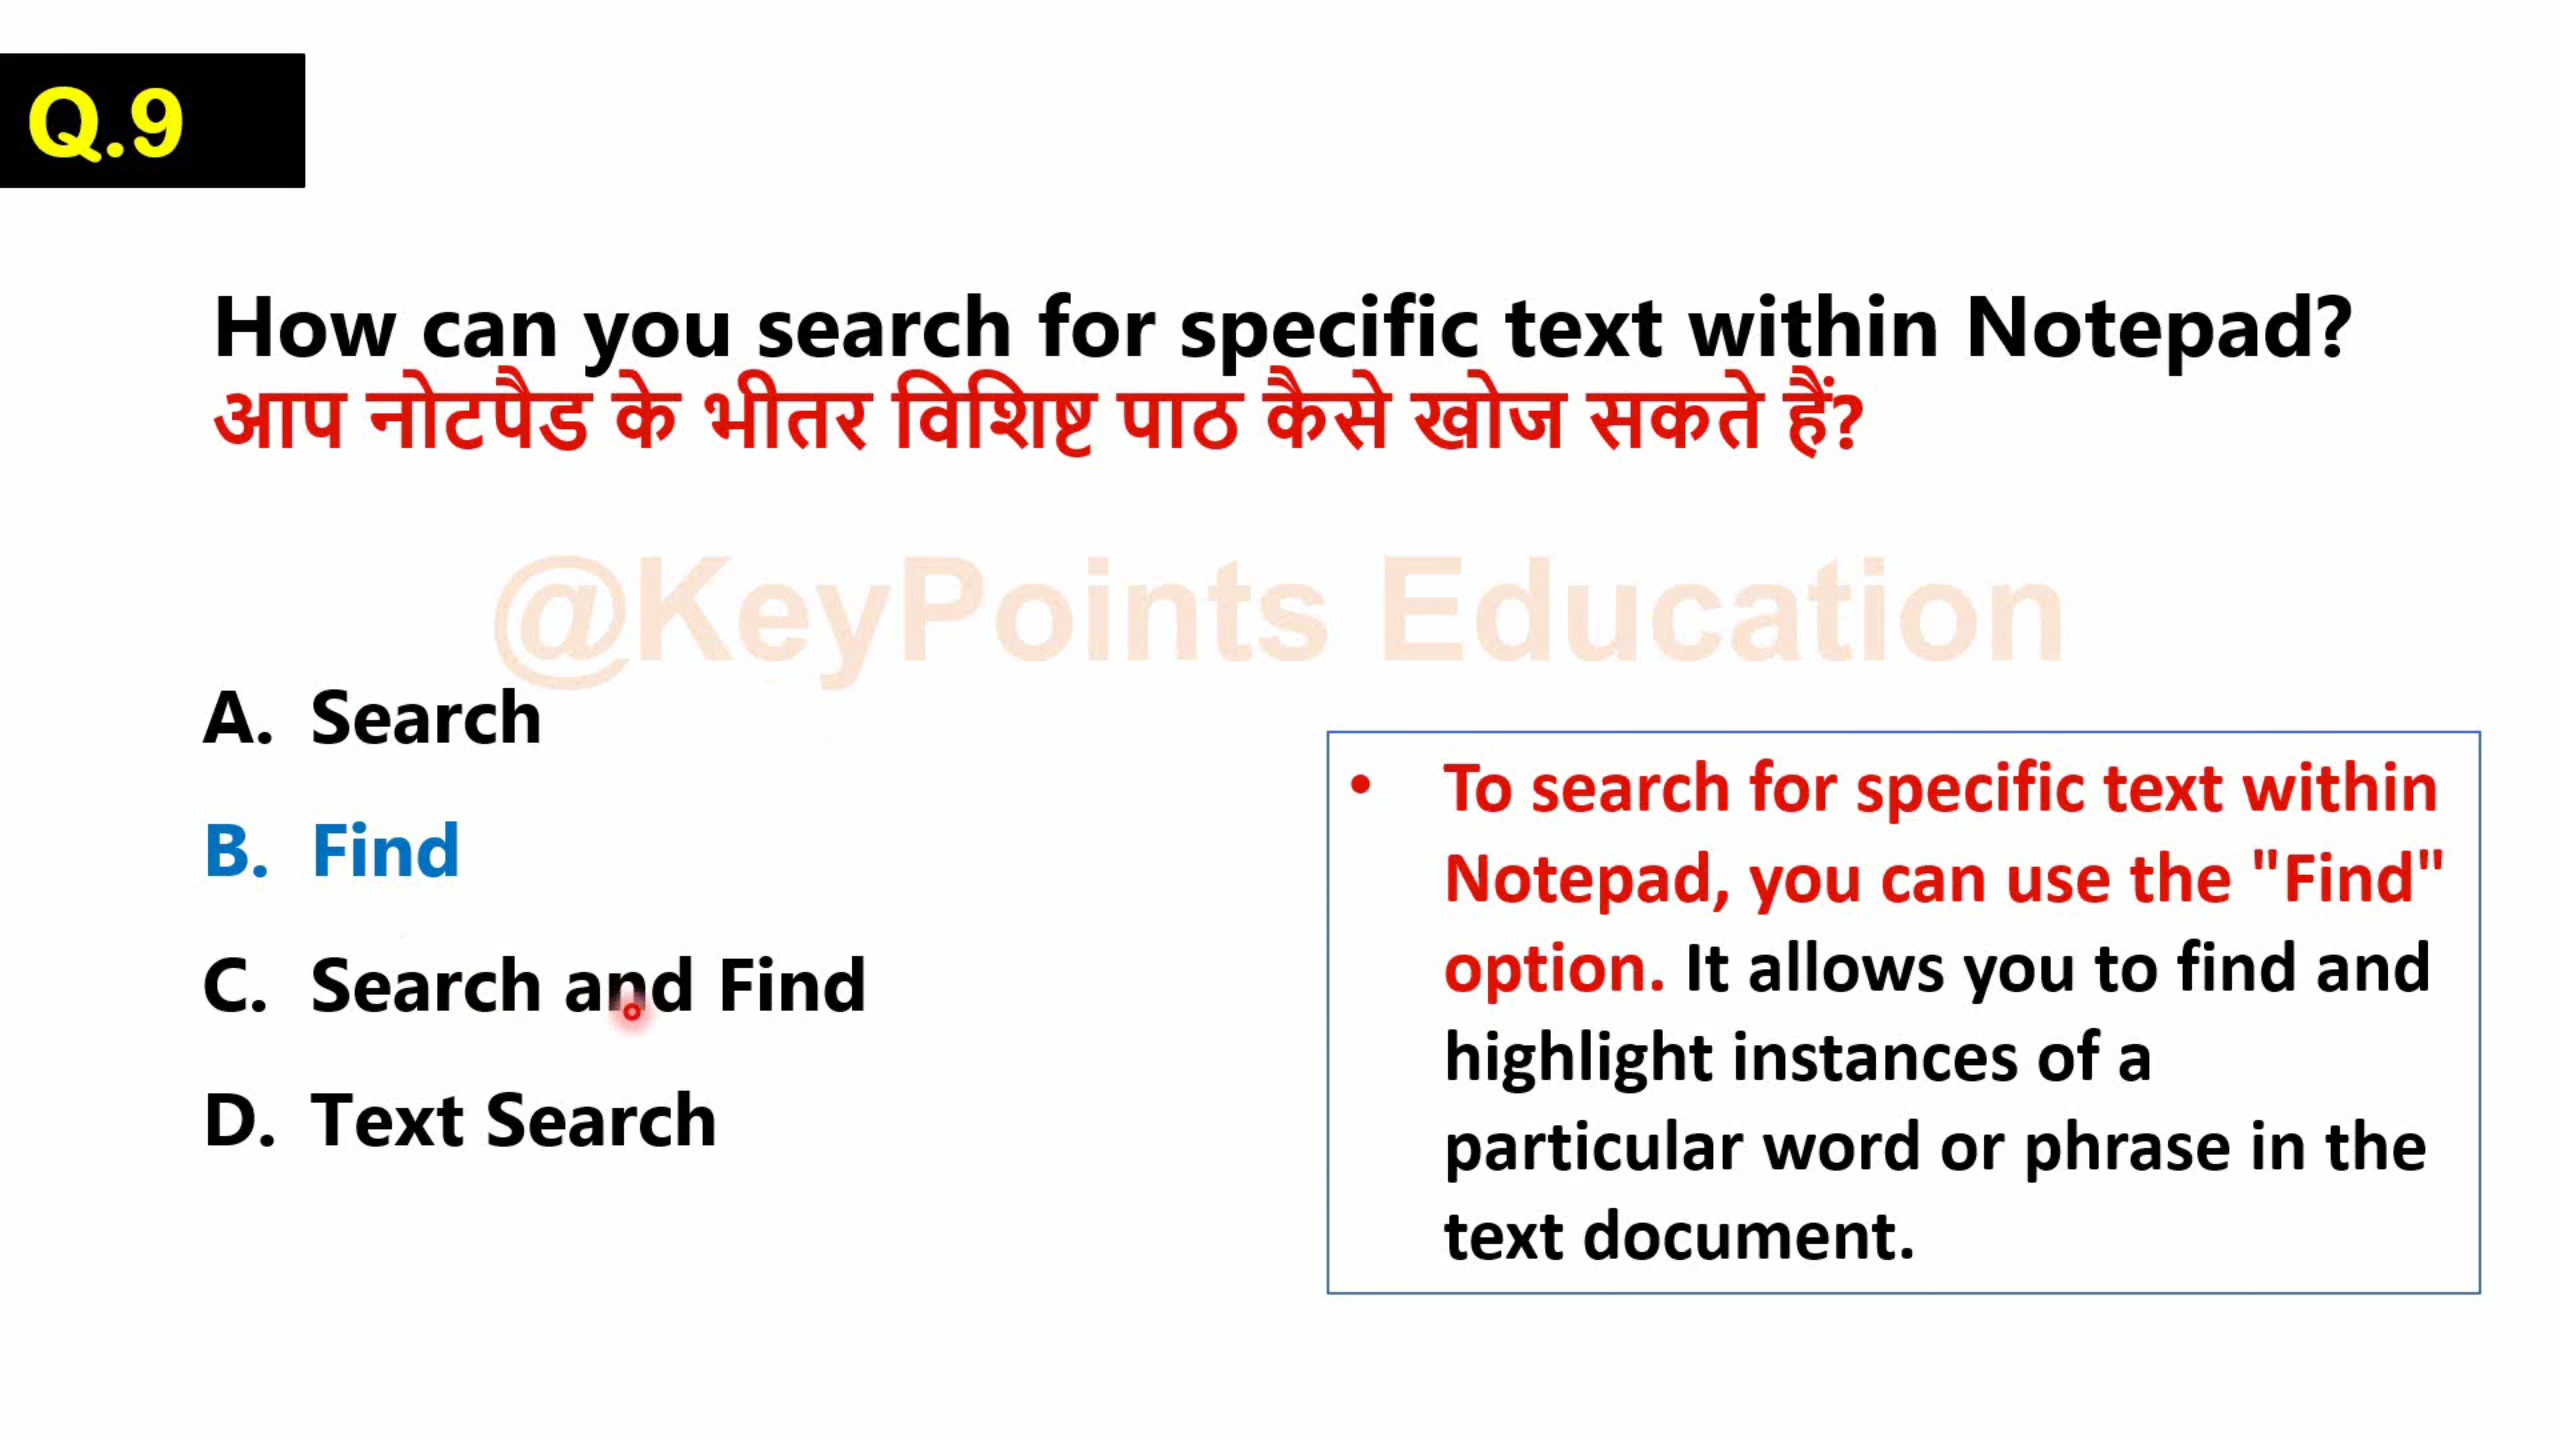 Q.9
How can you search for specific text within Notepad?
आप नोटपैड के भीतर विशिष्ट पाठ कैसे खोज सकते हैं?
@KeyPoints Education
A. Search
B. Find
C. Search and Find
D. Text Search
• To search for specific text within
Notepad, you can use the "Find"
option. It allows you to find and
highlight instances of a
particular word or phrase in the
text document.